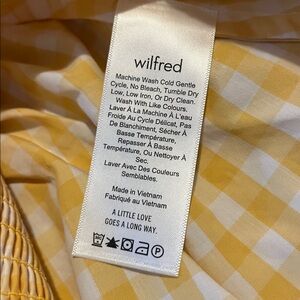 wilfred
Machine Wash Cold Gentle
Cycle, No Bleach, Tumble Dry
Low, Low Iron, Or Dry Clean.
Wash With Like Colours.
Laver À La Machine À L'eau
Froide Au Cycle Délicat, Pas
De Blanchiment, Sécher À
Basse Température,
Repasser À Basse
Température, Ou Nettoyer À
Sec.
Laver Avec Des Couleurs
Semblables.
Made in Vietnam
Fabriqué au Vietnam
A LITTLE LOVE
GOES A LONG WAY.
P